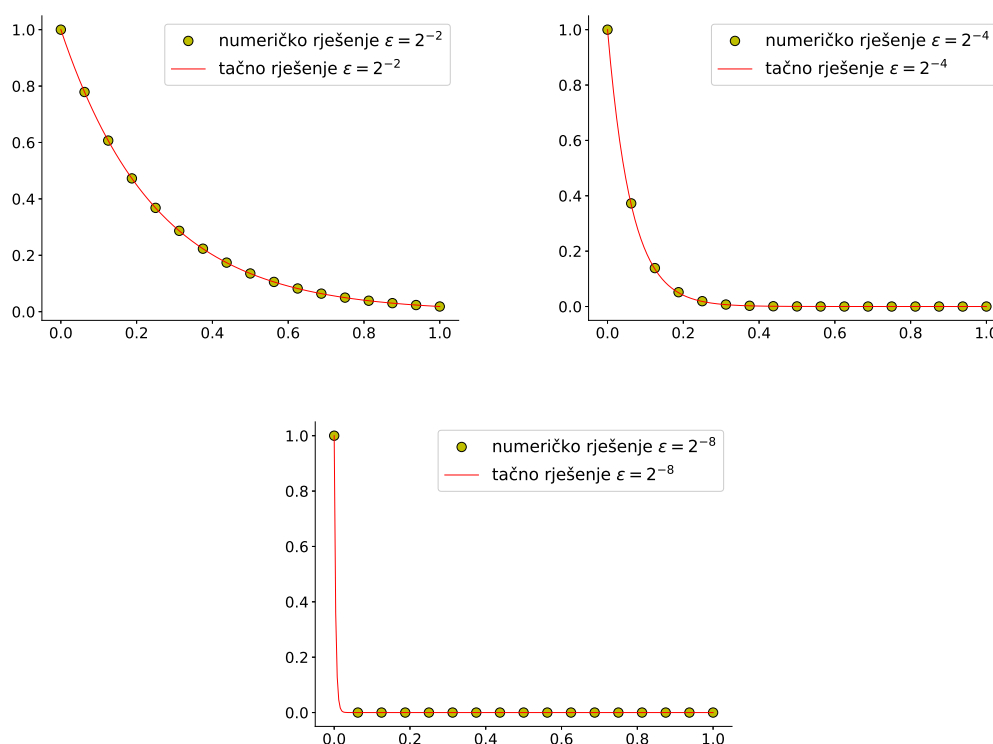 numeričko rješenje ε = 2⁻²
tačno rješenje ε = 2⁻²
1.0
0.8
0.6
0.4
0.2
0.0
0.0 0.2 0.4 0.6 0.8 1.0
numeričko rješenje ε = 2⁻⁴
tačno rješenje ε = 2⁻⁴
1.0
0.8
0.6
0.4
0.2
0.0
0.0 0.2 0.4 0.6 0.8 1.0
numeričko rješenje ε = 2⁻⁸
tačno rješenje ε = 2⁻⁸
1.0
0.8
0.6
0.4
0.2
0.0
0.0 0.2 0.4 0.6 0.8 1.0